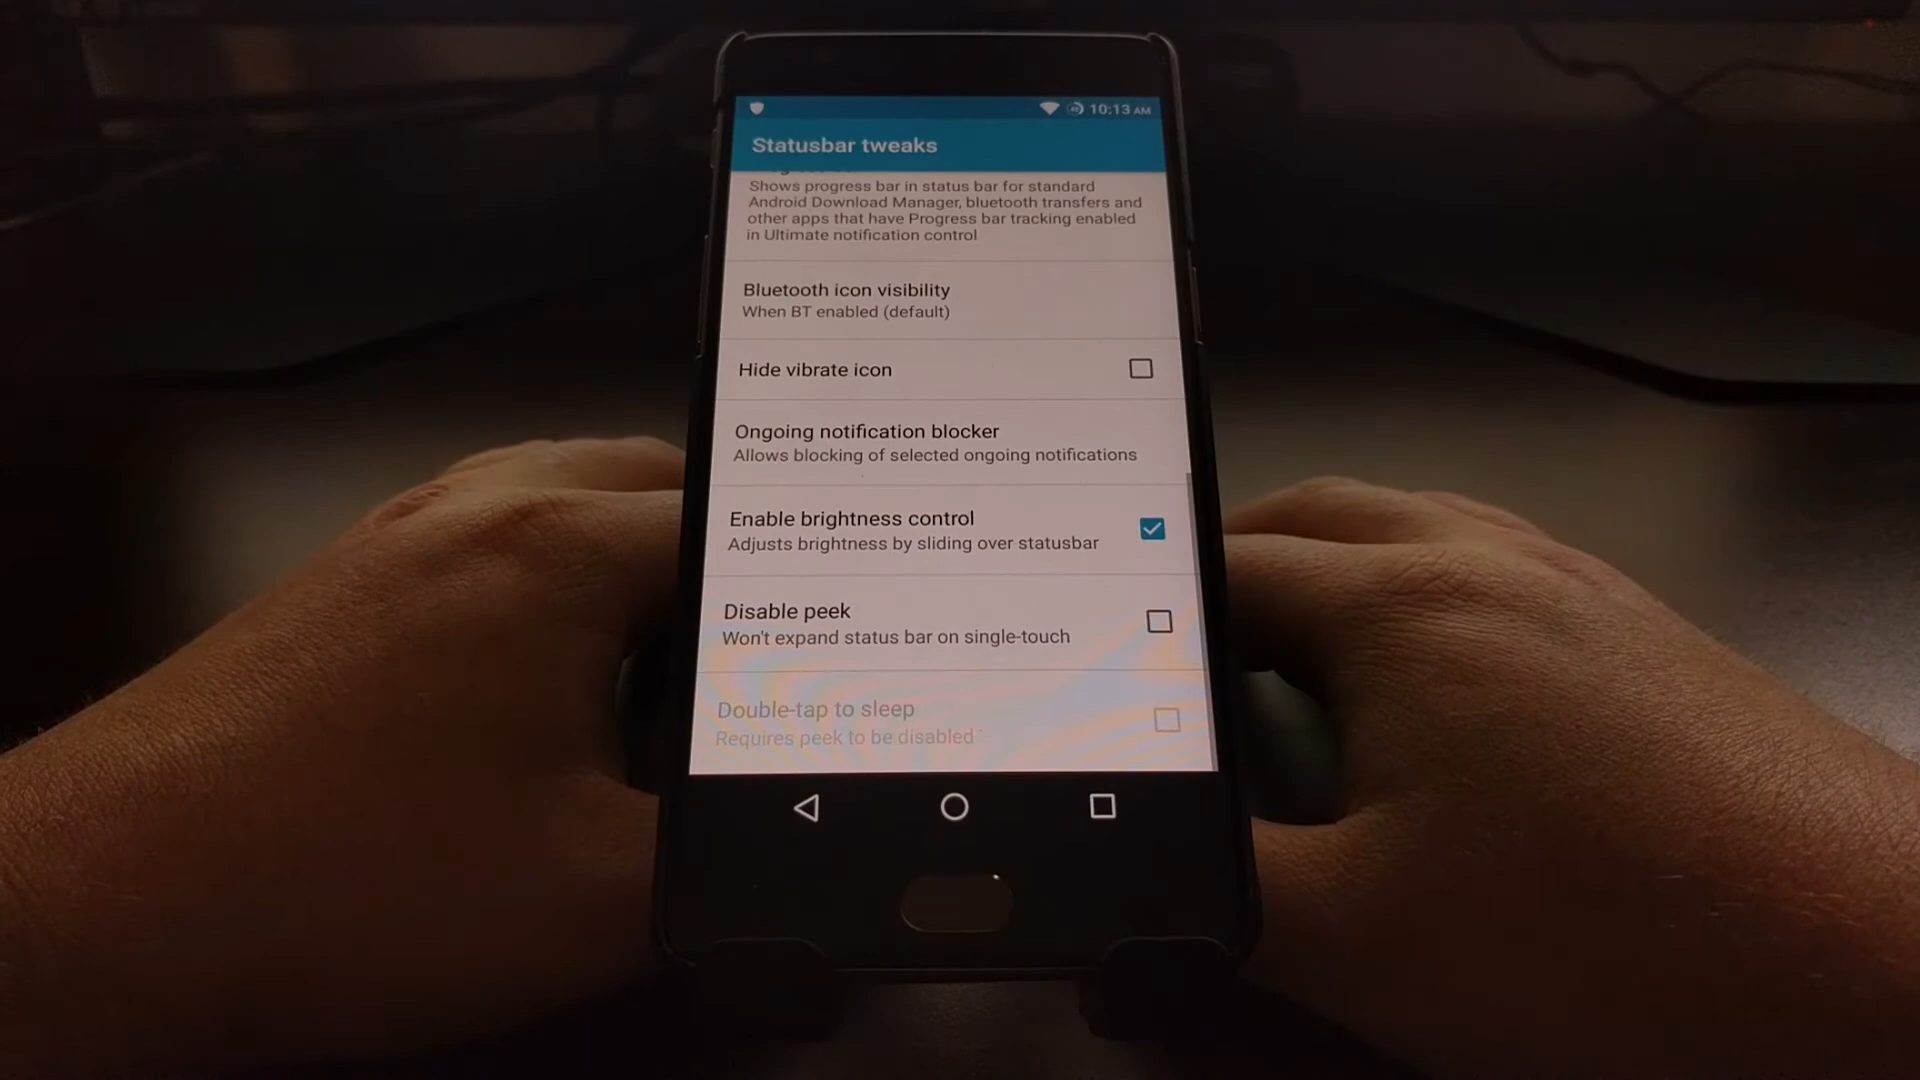 10:13 AM
Statusbar tweaks
Shows progress bar in status bar for standard
Android Download Manager, bluetooth transfers and
other apps that have Progress bar tracking enabled
in Ultimate notification control
Bluetooth icon visibility
When BT enabled (default)
Hide vibrate icon
Ongoing notification blocker
Allows blocking of selected ongoing notifications
Enable brightness control
Adjusts brightness by sliding over statusbar
Disable peek
Won't expand status bar on single-touch
Double-tap to sleep
Requires peek to be disabled